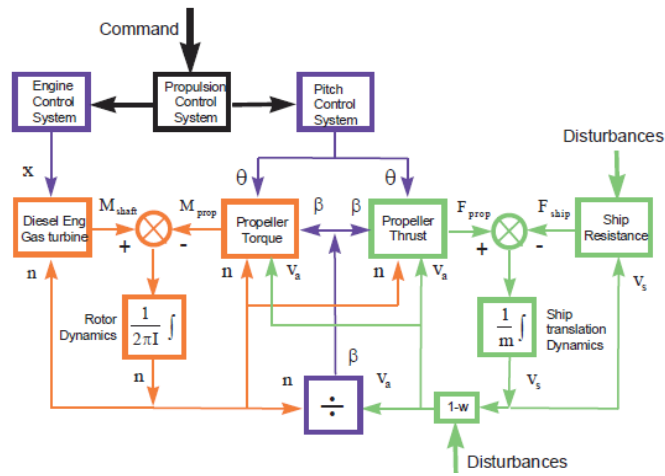 Command
Engine
Control
System
Propulsion
Control
System
Pitch
Control
System
Disturbances
x
θ
θ
Diesel Eng
Gas turbine
M shaft
+
-
M prop
Propeller
Torque
β
β
Propeller
Thrust
F prop
+
-
F ship
Ship
Resistance
n
n
v a
n
v a
v s
Rotor
Dynamics
1
2πI
∫
1
m
∫
Ship
translation
Dynamics
n
n
β
÷
v a
v s
1-w
Disturbances